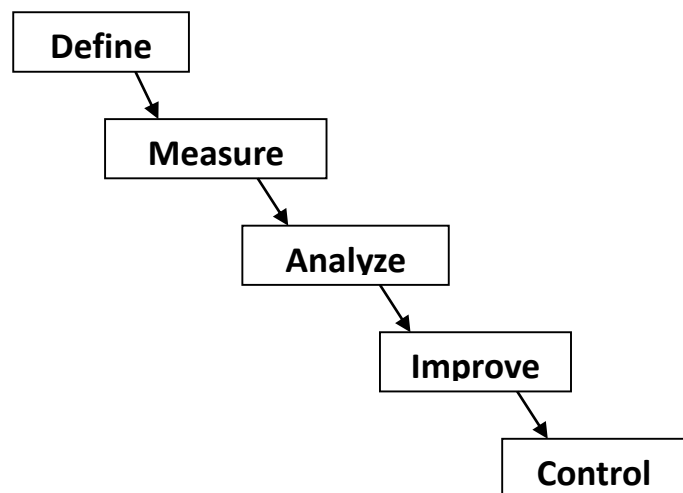 Define
Measure
Analyze
Improve
Control